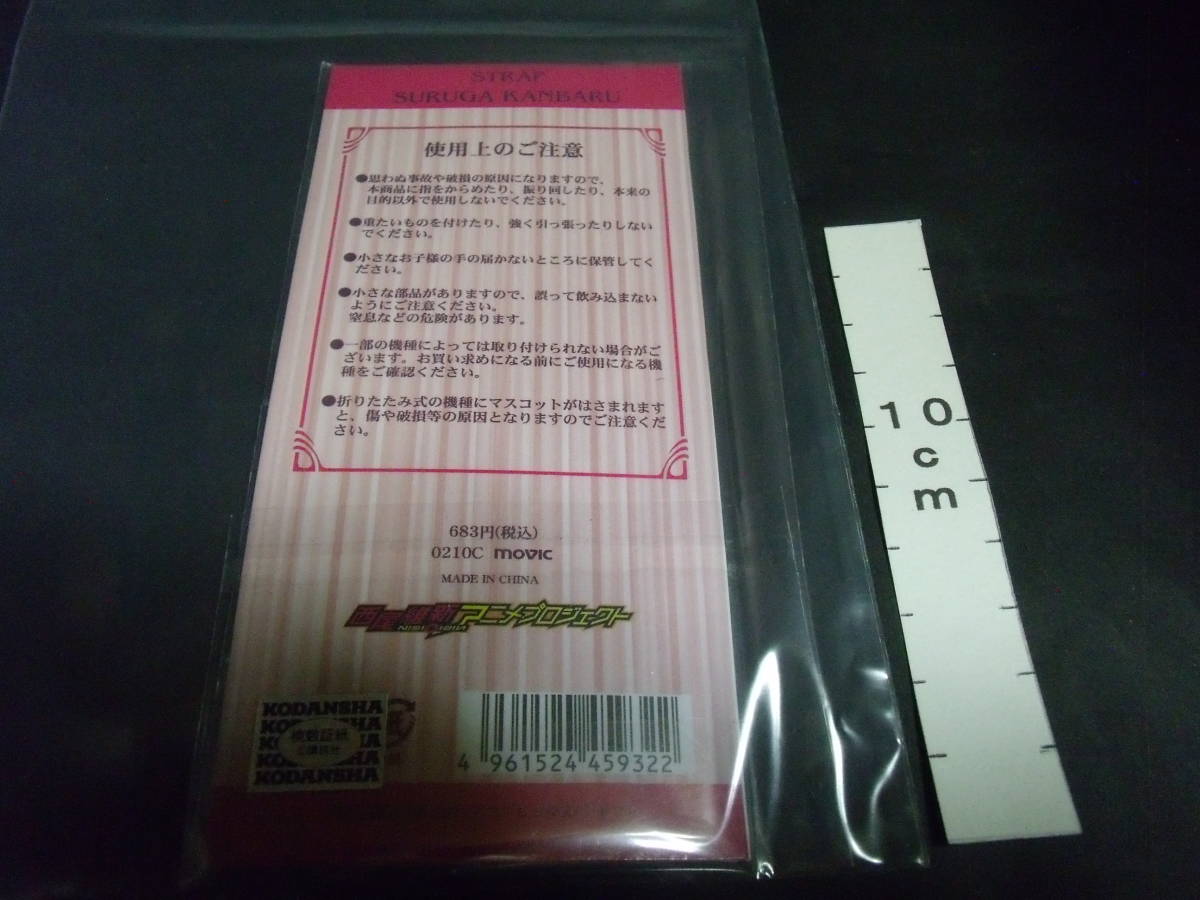 STRAP
SURUGA KANBARU
使用上のご注意
●思わぬ事故や破損の原因になりますので、
本商品に指をからめたり、振り回したり、本来の
目的以外で使用しないでください。
●重たいものを付けたり、強く引っ張ったりしない
でください。
●小さなお子様の手の届かないところに保管してく
ださい。
●小さな部品がありますので、誤って飲み込まない
ようにご注意ください。
窒息などの危険があります。
●一部の機種によっては取り付けられない場合がご
ざいます。お買い求めになる前にご使用になる機
種をご確認ください。
●折りたたみ式の機種にマスコットがはさまれます
と、傷や破損等の原因となりますのでご注意くだ
さい。
683円(税込)
0210C movic
MADE IN CHINA
西尾維新アニメプロジェクト
NISIOISIN
KODANSHA
KODANSHA
4 961524 459322
10
cm